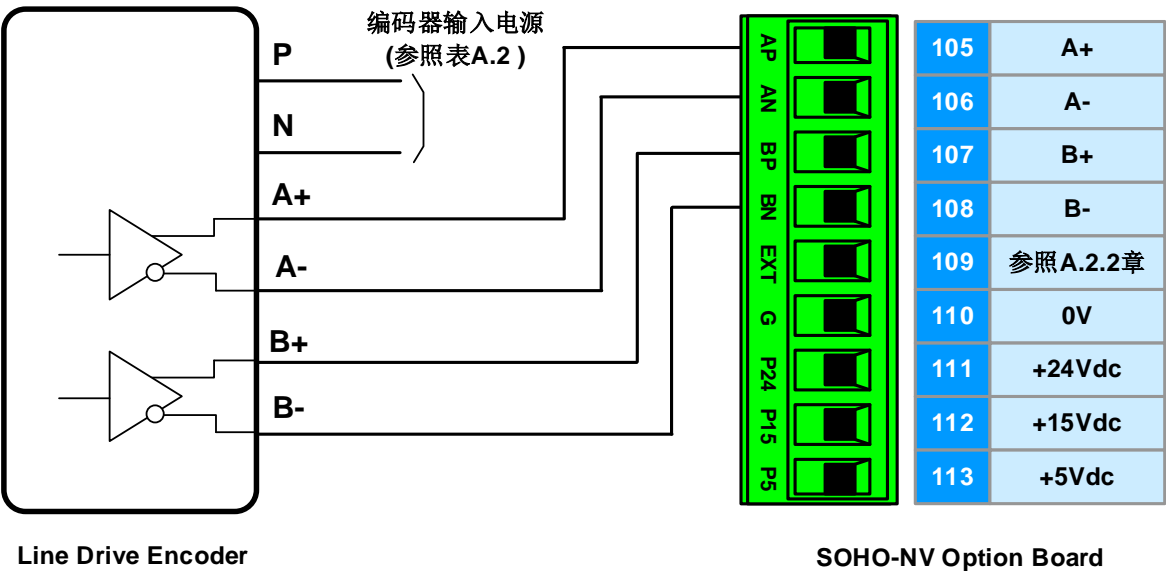 编码器输入电源
(参照表A.2 )
P
N
A+
A-
B+
B-
AP
AN
BP
BN
EXT
G
P24
P15
P5
105 A+
106 A-
107 B+
108 B-
109 参照A.2.2章
110 0V
111 +24Vdc
112 +15Vdc
113 +5Vdc
Line Drive Encoder
SOHO-NV Option Board